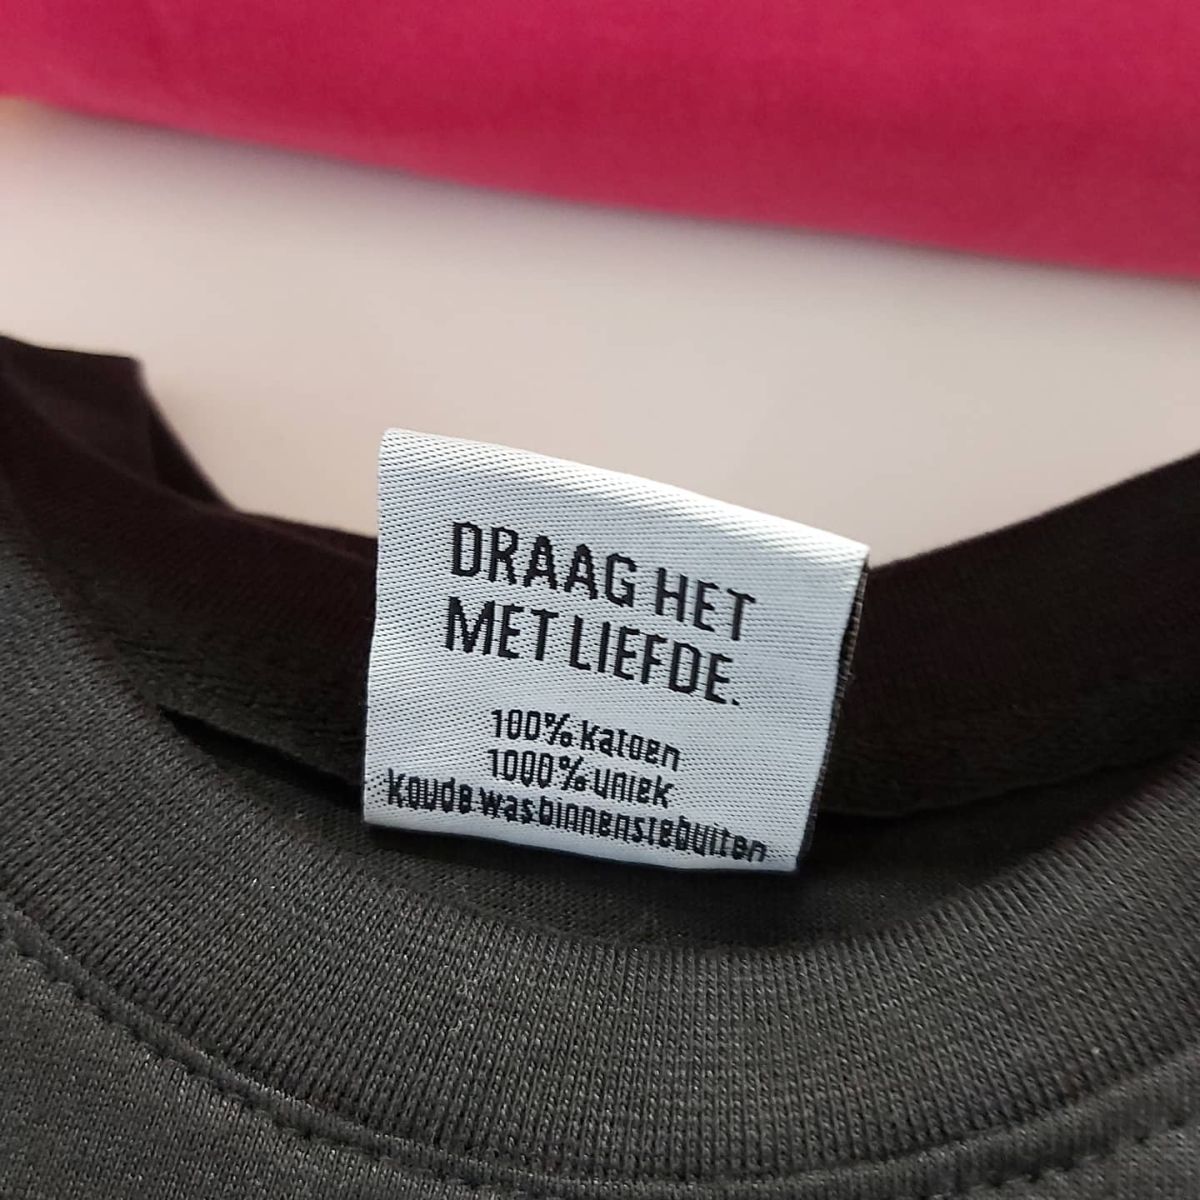 DRAAG HET
MET LIEFDE.
100% katoen
1000% uniek
Koude was binnenstebuiten